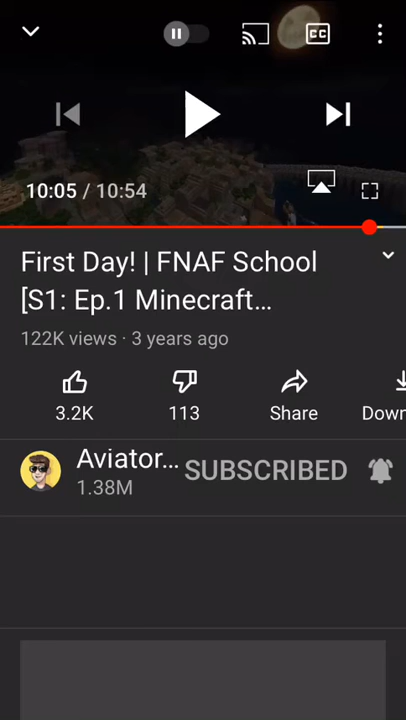 CC
10:05 / 10:54
First Day! | FNAF School
[S1: Ep.1 Minecraft...
122K views · 3 years ago
3.2K 113 Share Down
Aviator... SUBSCRIBED
1.38M